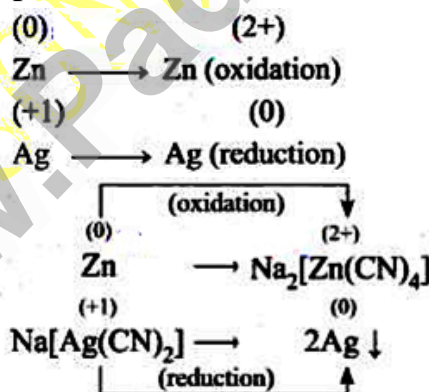 (0) (2+)
Zn ⟶ Zn (oxidation)
(+1) (0)
Ag ⟶ Ag (reduction)
(oxidation)
(0) (2+)
Zn ⟶ Na₂[Zn(CN)₄]
(+1) (0)
Na[Ag(CN)₂] ⟶ 2Ag ↓
(reduction)